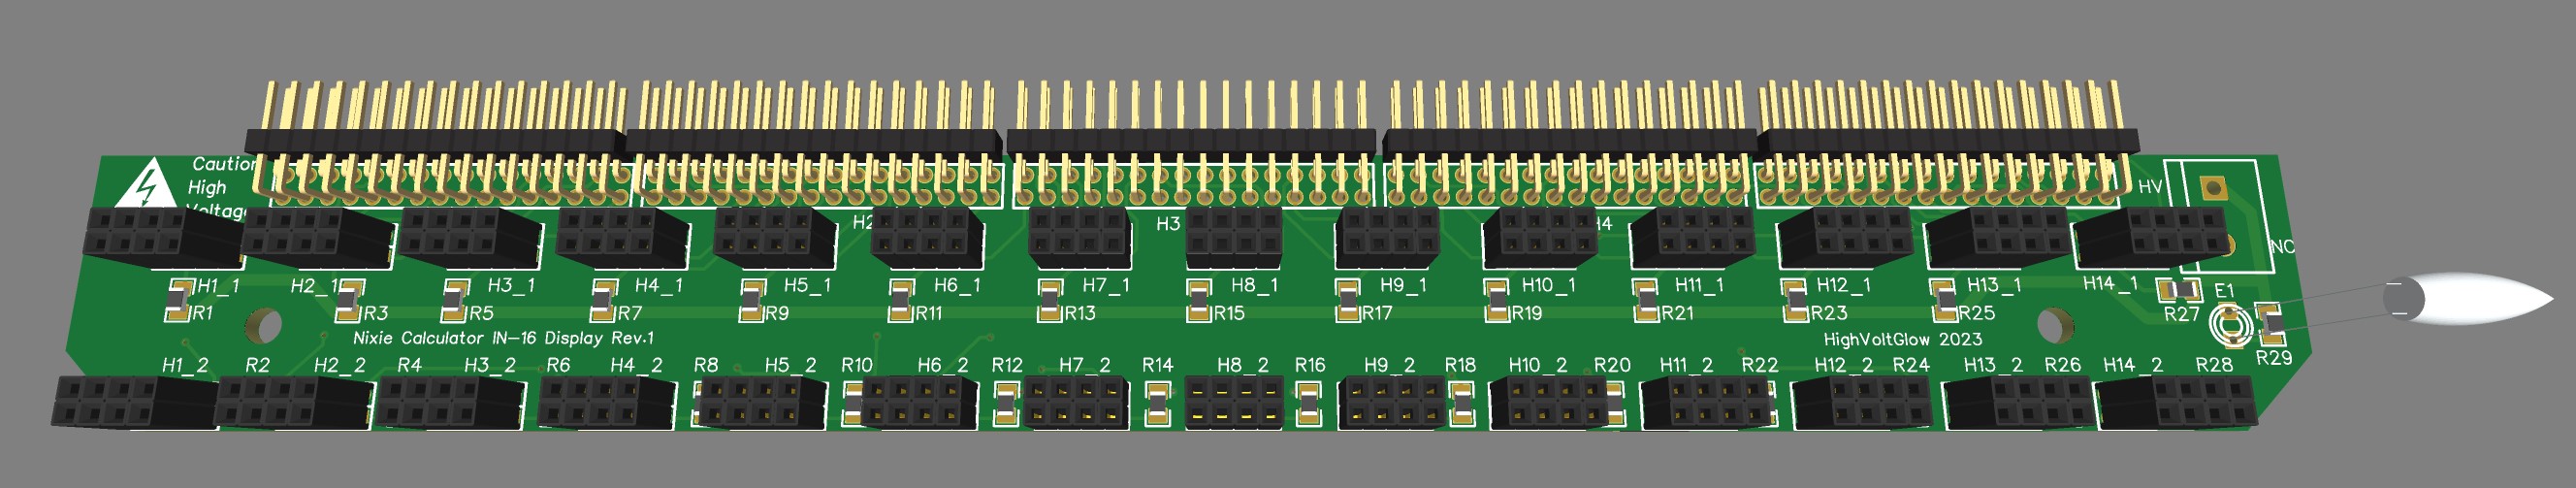 Caution
High
Voltage
HV
H2
H3
H4
NC
H1_1
H2_1
H3_1
H4_1
H5_1
H6_1
H7_1
H8_1
H9_1
H10_1
H11_1
H12_1
H13_1
H14_1
E1
R1
R3
R5
R7
R9
R11
R13
R15
R17
R19
R21
R23
R25
R27
Nixie Calculator IN-16 Display Rev.1
HighVoltGlow 2023
R29
H1_2
R2
H2_2
R4
H3_2
R6
H4_2
R8
H5_2
R10
H6_2
R12
H7_2
R14
H8_2
R16
H9_2
R18
H10_2
R20
H11_2
R22
H12_2
R24
H13_2
R26
H14_2
R28